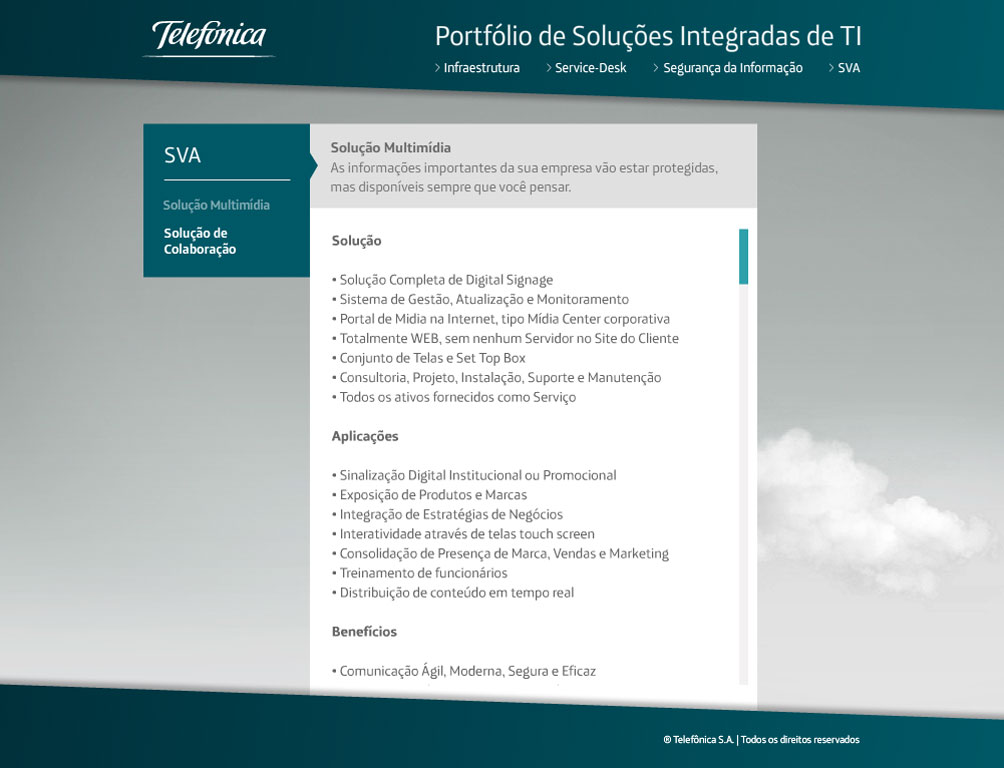 Telefónica
Portfólio de Soluções Integradas de TI
Infraestrutura
Service-Desk
Segurança da Informação
SVA
SVA
Solução Multimídia
Solução de
Colaboração
Solução Multimídia
As informações importantes da sua empresa vão estar protegidas,
mas disponíveis sempre que você pensar.
Solução
• Solução Completa de Digital Signage
• Sistema de Gestão, Atualização e Monitoramento
• Portal de Midia na Internet, tipo Mídia Center corporativa
• Totalmente WEB, sem nenhum Servidor no Site do Cliente
• Conjunto de Telas e Set Top Box
• Consultoria, Projeto, Instalação, Suporte e Manutenção
• Todos os ativos fornecidos como Serviço
Aplicações
• Sinalização Digital Institucional ou Promocional
• Exposição de Produtos e Marcas
• Integração de Estratégias de Negócios
• Interatividade através de telas touch screen
• Consolidação de Presença de Marca, Vendas e Marketing
• Treinamento de funcionários
• Distribuição de conteúdo em tempo real
Benefícios
• Comunicação Ágil, Moderna, Segura e Eficaz
® Telefônica S.A. | Todos os direitos reservados